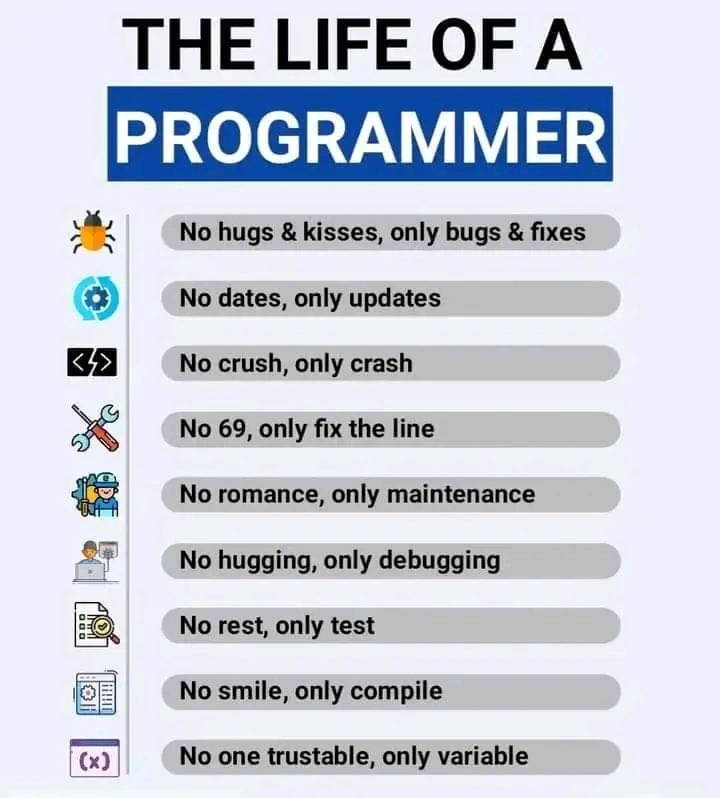 THE LIFE OF A
PROGRAMMER
No hugs & kisses, only bugs & fixes
No dates, only updates
No crush, only crash
No 69, only fix the line
No romance, only maintenance
No hugging, only debugging
No rest, only test
No smile, only compile
(x)
No one trustable, only variable